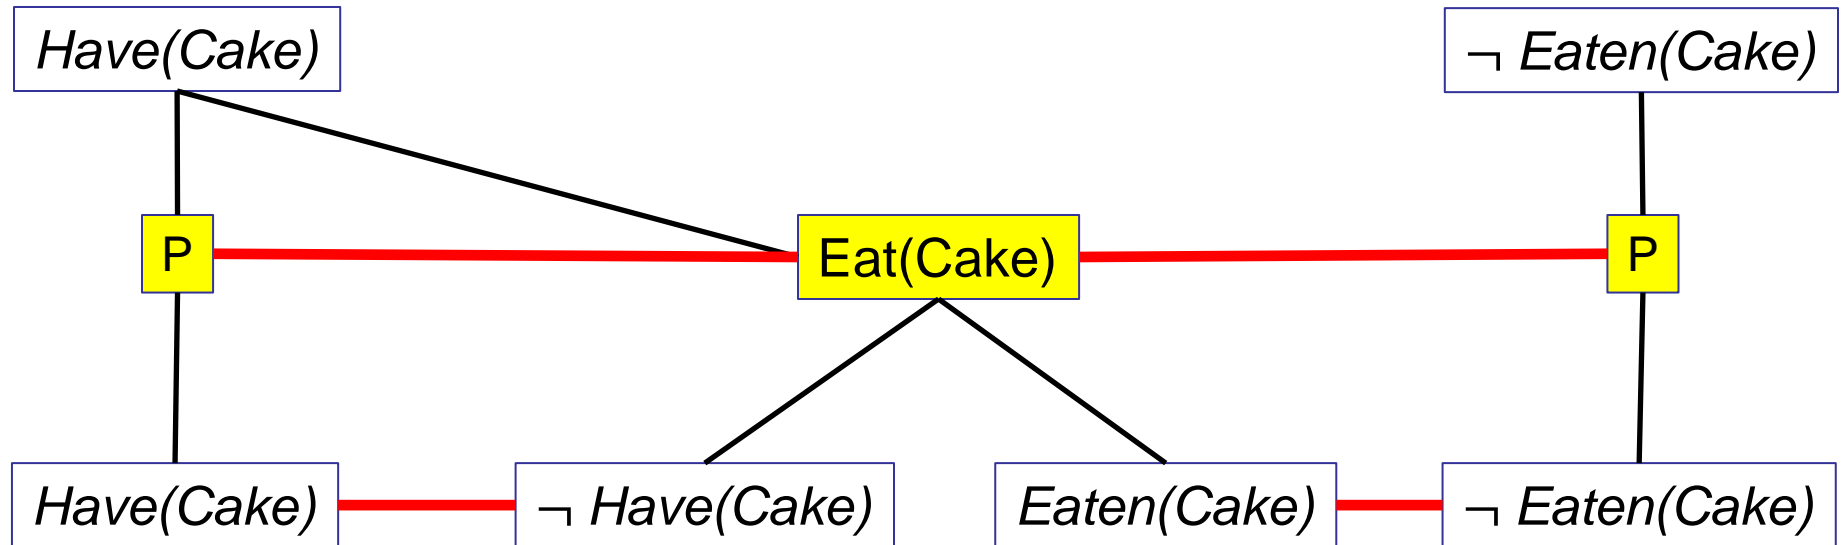 Have(Cake)
¬ Eaten(Cake)
P
Eat(Cake)
P
Have(Cake)
¬ Have(Cake)
Eaten(Cake)
¬ Eaten(Cake)